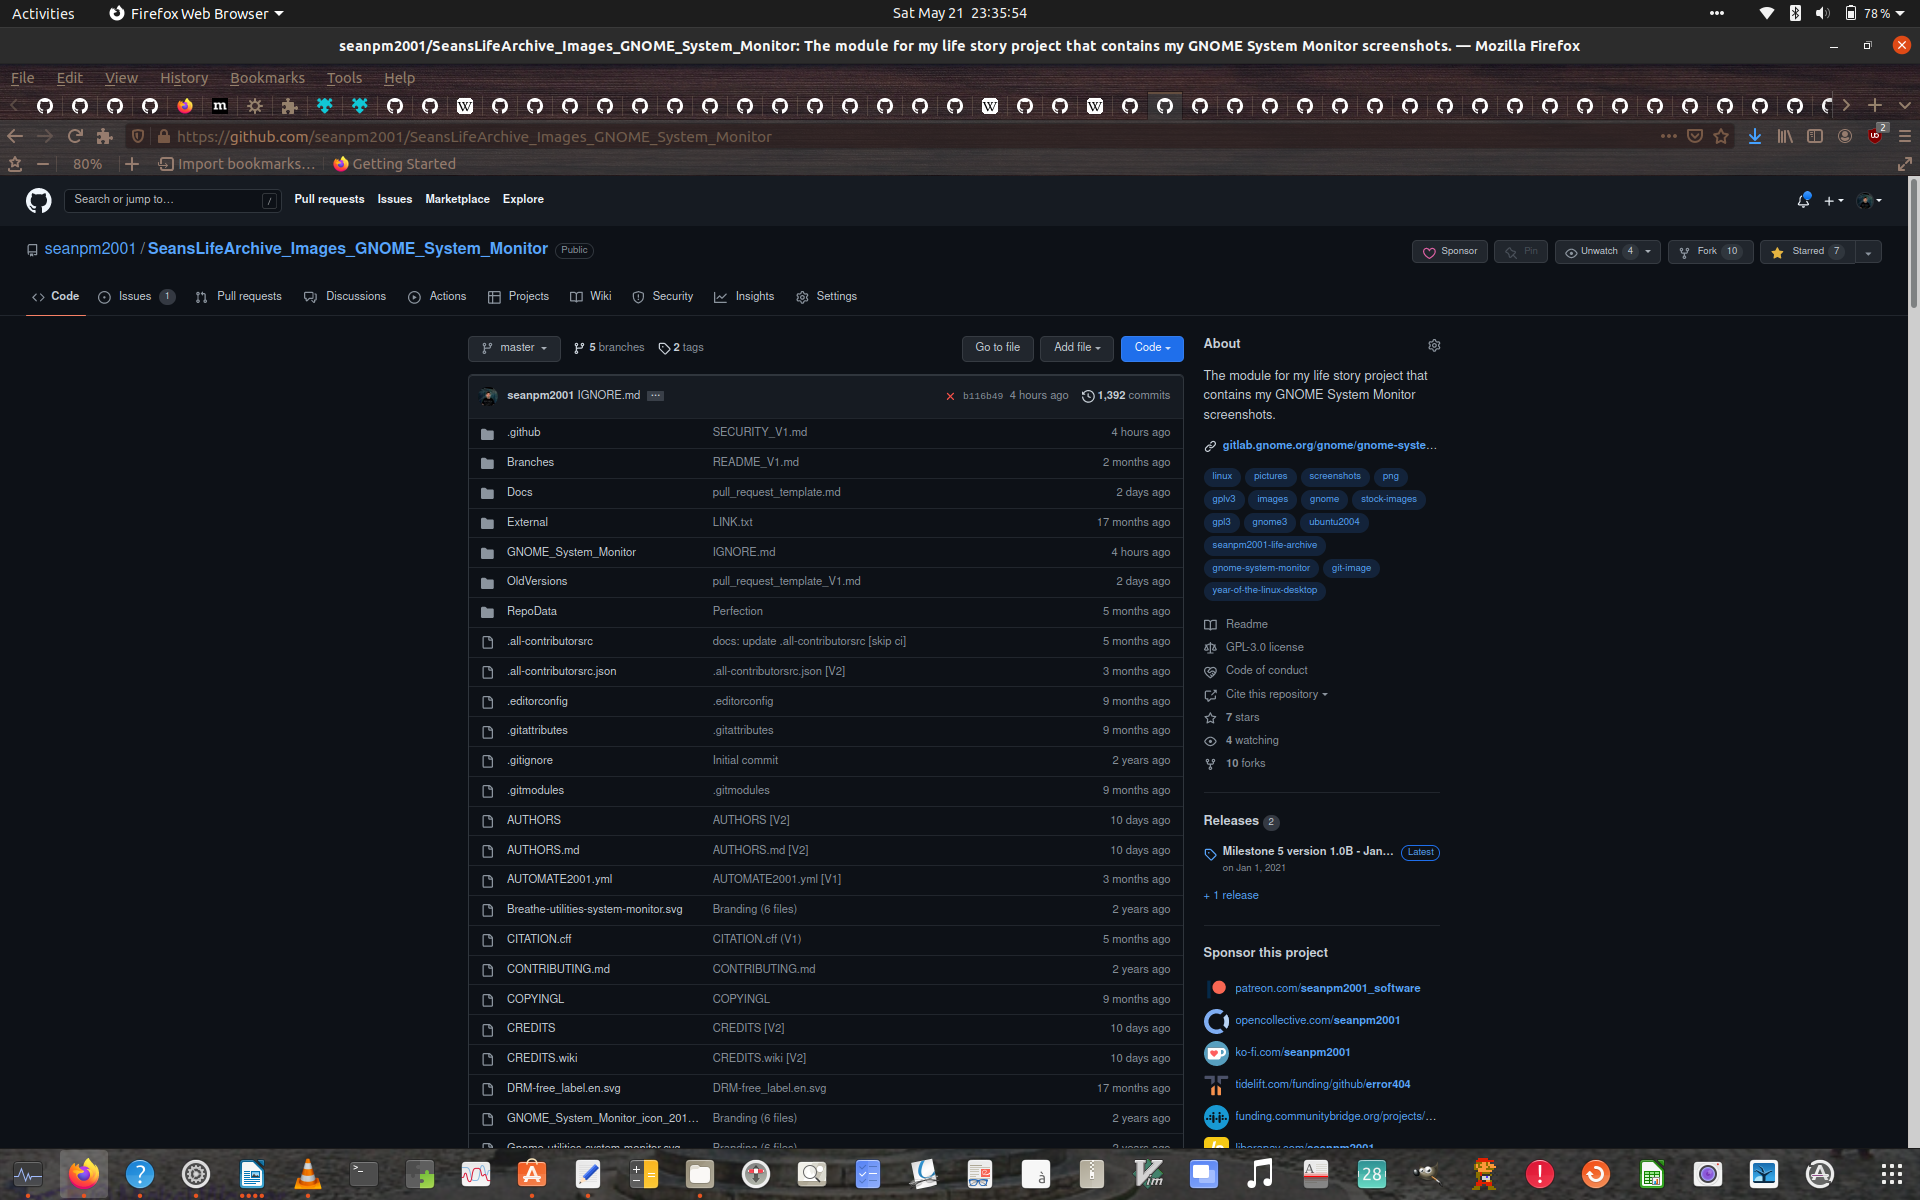 Activities Firefox Web Browser Sat May 21 23:35:54 78 %
seanpm2001/SeansLifeArchive_Images_GNOME_System_Monitor: The module for my life story project that contains my GNOME System Monitor screenshots. — Mozilla Firefox
File Edit View History Bookmarks Tools Help
https://github.com/seanpm2001/SeansLifeArchive_Images_GNOME_System_Monitor 2
80% Import bookmarks... Getting Started
Search or jump to... / Pull requests Issues Marketplace Explore
seanpm2001 / SeansLifeArchive_Images_GNOME_System_Monitor Public Sponsor Pin Unwatch 4 Fork 10 Starred 7
Code Issues 1 Pull requests Discussions Actions Projects Wiki Security Insights Settings
master 5 branches 2 tags Go to file Add file Code
seanpm2001 IGNORE.md ... b116b49 4 hours ago 1,392 commits
.github SECURITY_V1.md 4 hours ago
Branches README_V1.md 2 months ago
Docs pull_request_template.md 2 days ago
External LINK.txt 17 months ago
GNOME_System_Monitor IGNORE.md 4 hours ago
OldVersions pull_request_template_V1.md 2 days ago
RepoData Perfection 5 months ago
.all-contributorsrc docs: update .all-contributorsrc [skip ci] 5 months ago
.all-contributorsrc.json .all-contributorsrc.json [V2] 3 months ago
.editorconfig .editorconfig 9 months ago
.gitattributes .gitattributes 9 months ago
.gitignore Initial commit 2 years ago
.gitmodules .gitmodules 9 months ago
AUTHORS AUTHORS [V2] 10 days ago
AUTHORS.md AUTHORS.md [V2] 10 days ago
AUTOMATE2001.yml AUTOMATE2001.yml [V1] 3 months ago
Breathe-utilities-system-monitor.svg Branding (6 files) 2 years ago
CITATION.cff CITATION.cff (V1) 5 months ago
CONTRIBUTING.md CONTRIBUTING.md 2 years ago
COPYINGL COPYINGL 9 months ago
CREDITS CREDITS [V2] 10 days ago
CREDITS.wiki CREDITS.wiki [V2] 10 days ago
DRM-free_label.en.svg DRM-free_label.en.svg 17 months ago
GNOME_System_Monitor_icon_201... Branding (6 files) 2 years ago
Gnome-utilities-system-monitor.svg Branding (6 files) 2 years ago
About
The module for my life story project that
contains my GNOME System Monitor
screenshots.
gitlab.gnome.org/gnome/gnome-syste...
linux pictures screenshots png
gplv3 images gnome stock-images
gpl3 gnome3 ubuntu2004
seanpm2001-life-archive
gnome-system-monitor git-image
year-of-the-linux-desktop
Readme
GPL-3.0 license
Code of conduct
Cite this repository
7 stars
4 watching
10 forks
Releases 2
Milestone 5 version 1.0B - Jan... Latest
on Jan 1, 2021
+ 1 release
Sponsor this project
patreon.com/seanpm2001_software
opencollective.com/seanpm2001
ko-fi.com/seanpm2001
tidelift.com/funding/github/error404
funding.communitybridge.org/projects/...
liberapay.com/seanpm2001
28